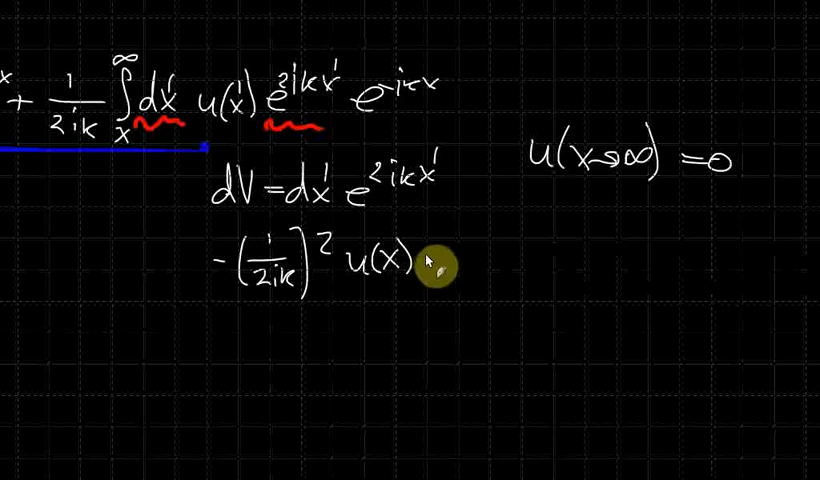 x + 1/2ik ∫_x^∞ dx' u(x') e^{2ikx'} e^{-ikx}
u(x→∞) = 0
dV = dx' e^{2ikx'}
-(1/2ik)^2 u(x)